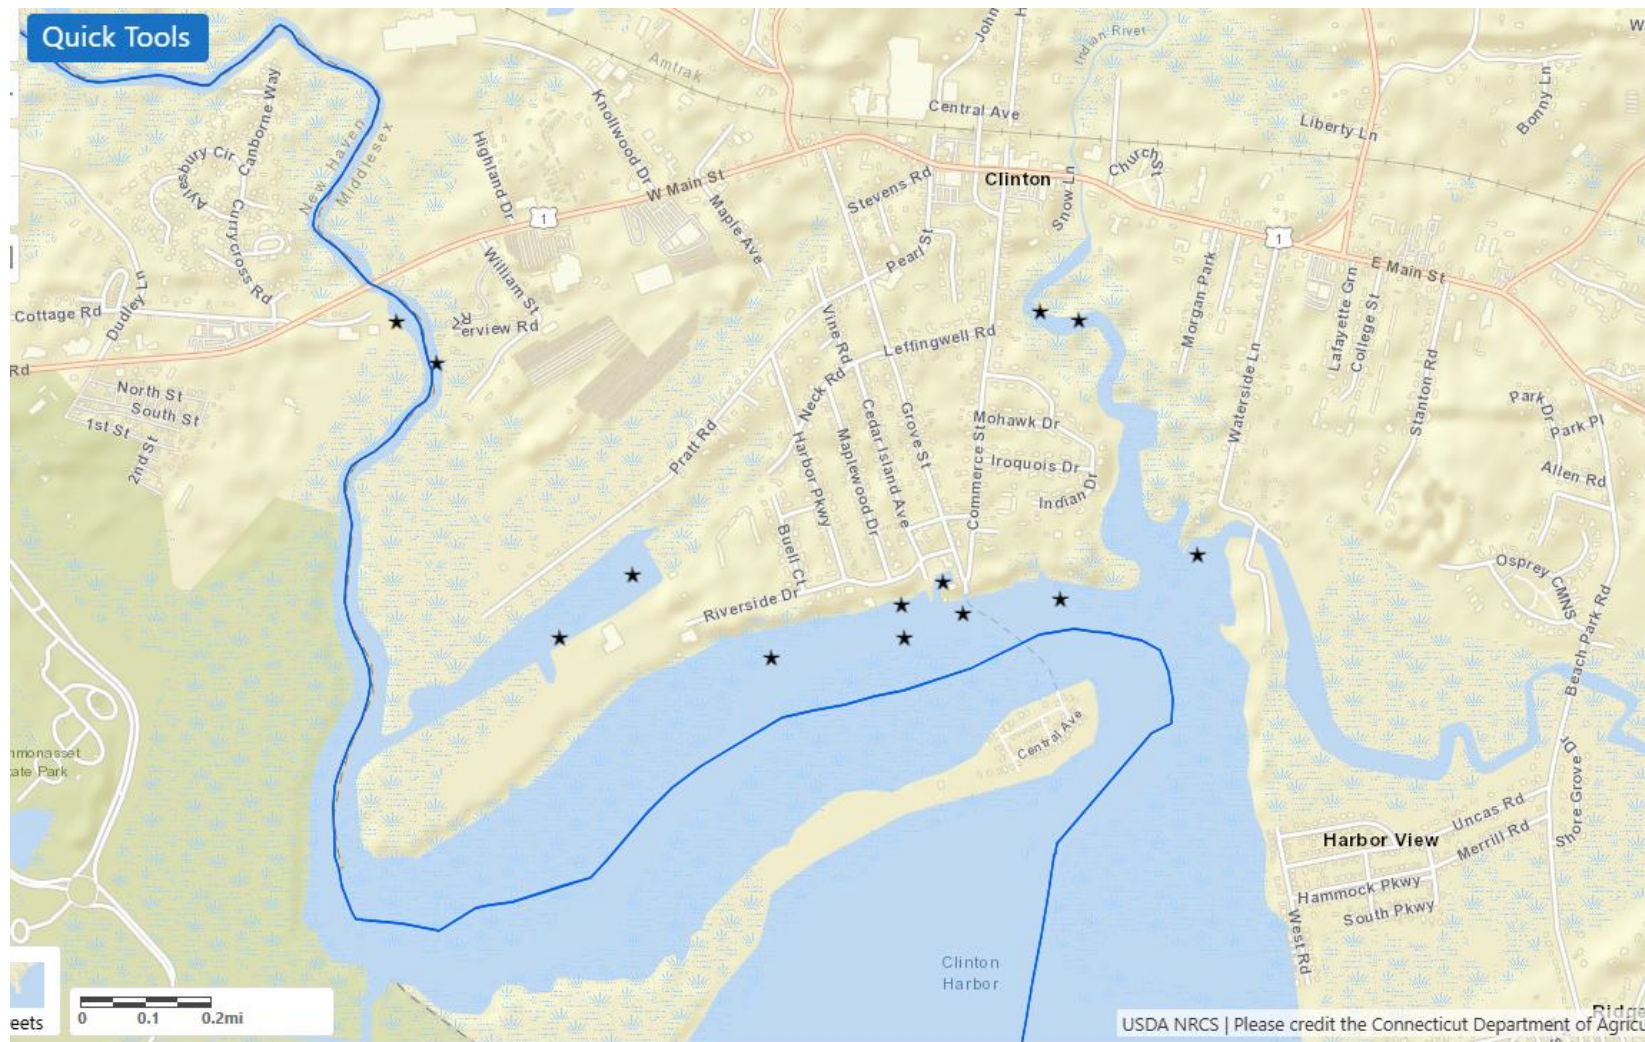 Quick Tools
John
H
Indian River
W
Amtrak
Bonny Ln
Knollwood Dr
Central Ave
Liberty Ln
Canborne Way
New Haven
Middlesex
Highland Dr
Aylesbury Cir
Church St
W Main St
Stevens Rd
Clinton
Snow Ln
Currycross Rd
1
Maple Ave
Pearl St
1
E Main St
William St
Morgan Park
Lafayette Grn
College St
Cottage Rd
Dudley Ln
Riverview Rd
Vine Rd
Leffingwell Rd
Waterside Ln
Stanton Rd
Rd
North St
South St
1st St
2nd St
Neck Rd
Cedar Island Ave
Grove St
Mohawk Dr
Park Dr
Park Pl
Pratt Rd
Harbor Pkwy
Maplewood Dr
Commerce St
Iroquois Dr
Indian Dr
Allen Rd
Buell Ct
Osprey CMNS
Riverside Dr
Beach Park Rd
Central Ave
mmonasset
ate Park
Shore Grove Dr
Uncas Rd
Harbor View
Merrill Rd
Hammock Pkwy
South Pkwy
West Rd
Clinton
Harbor
eets
0 0.1 0.2mi
Ridge
USDA NRCS | Please credit the Connecticut Department of Agricu